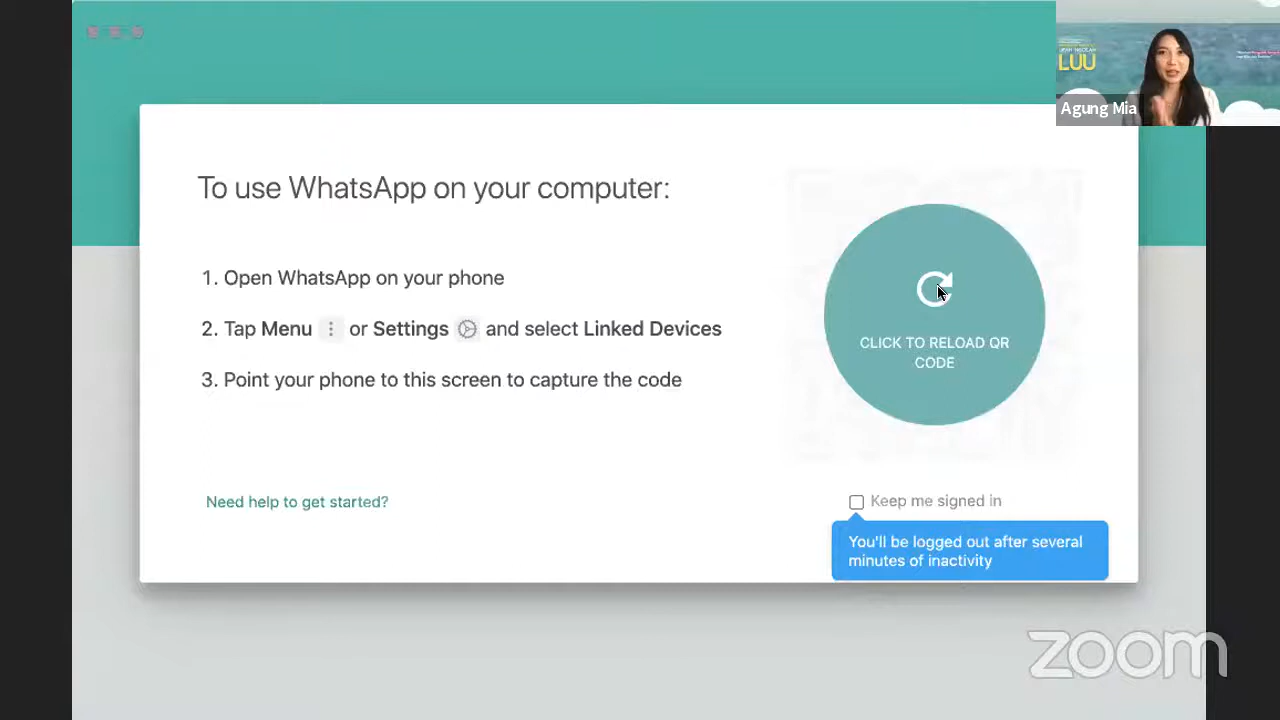 LUU
Agung Mia
To use WhatsApp on your computer:
1. Open WhatsApp on your phone
2. Tap Menu or Settings and select Linked Devices
3. Point your phone to this screen to capture the code
CLICK TO RELOAD QR
CODE
Need help to get started?
Keep me signed in
You'll be logged out after several
minutes of inactivity
zoom